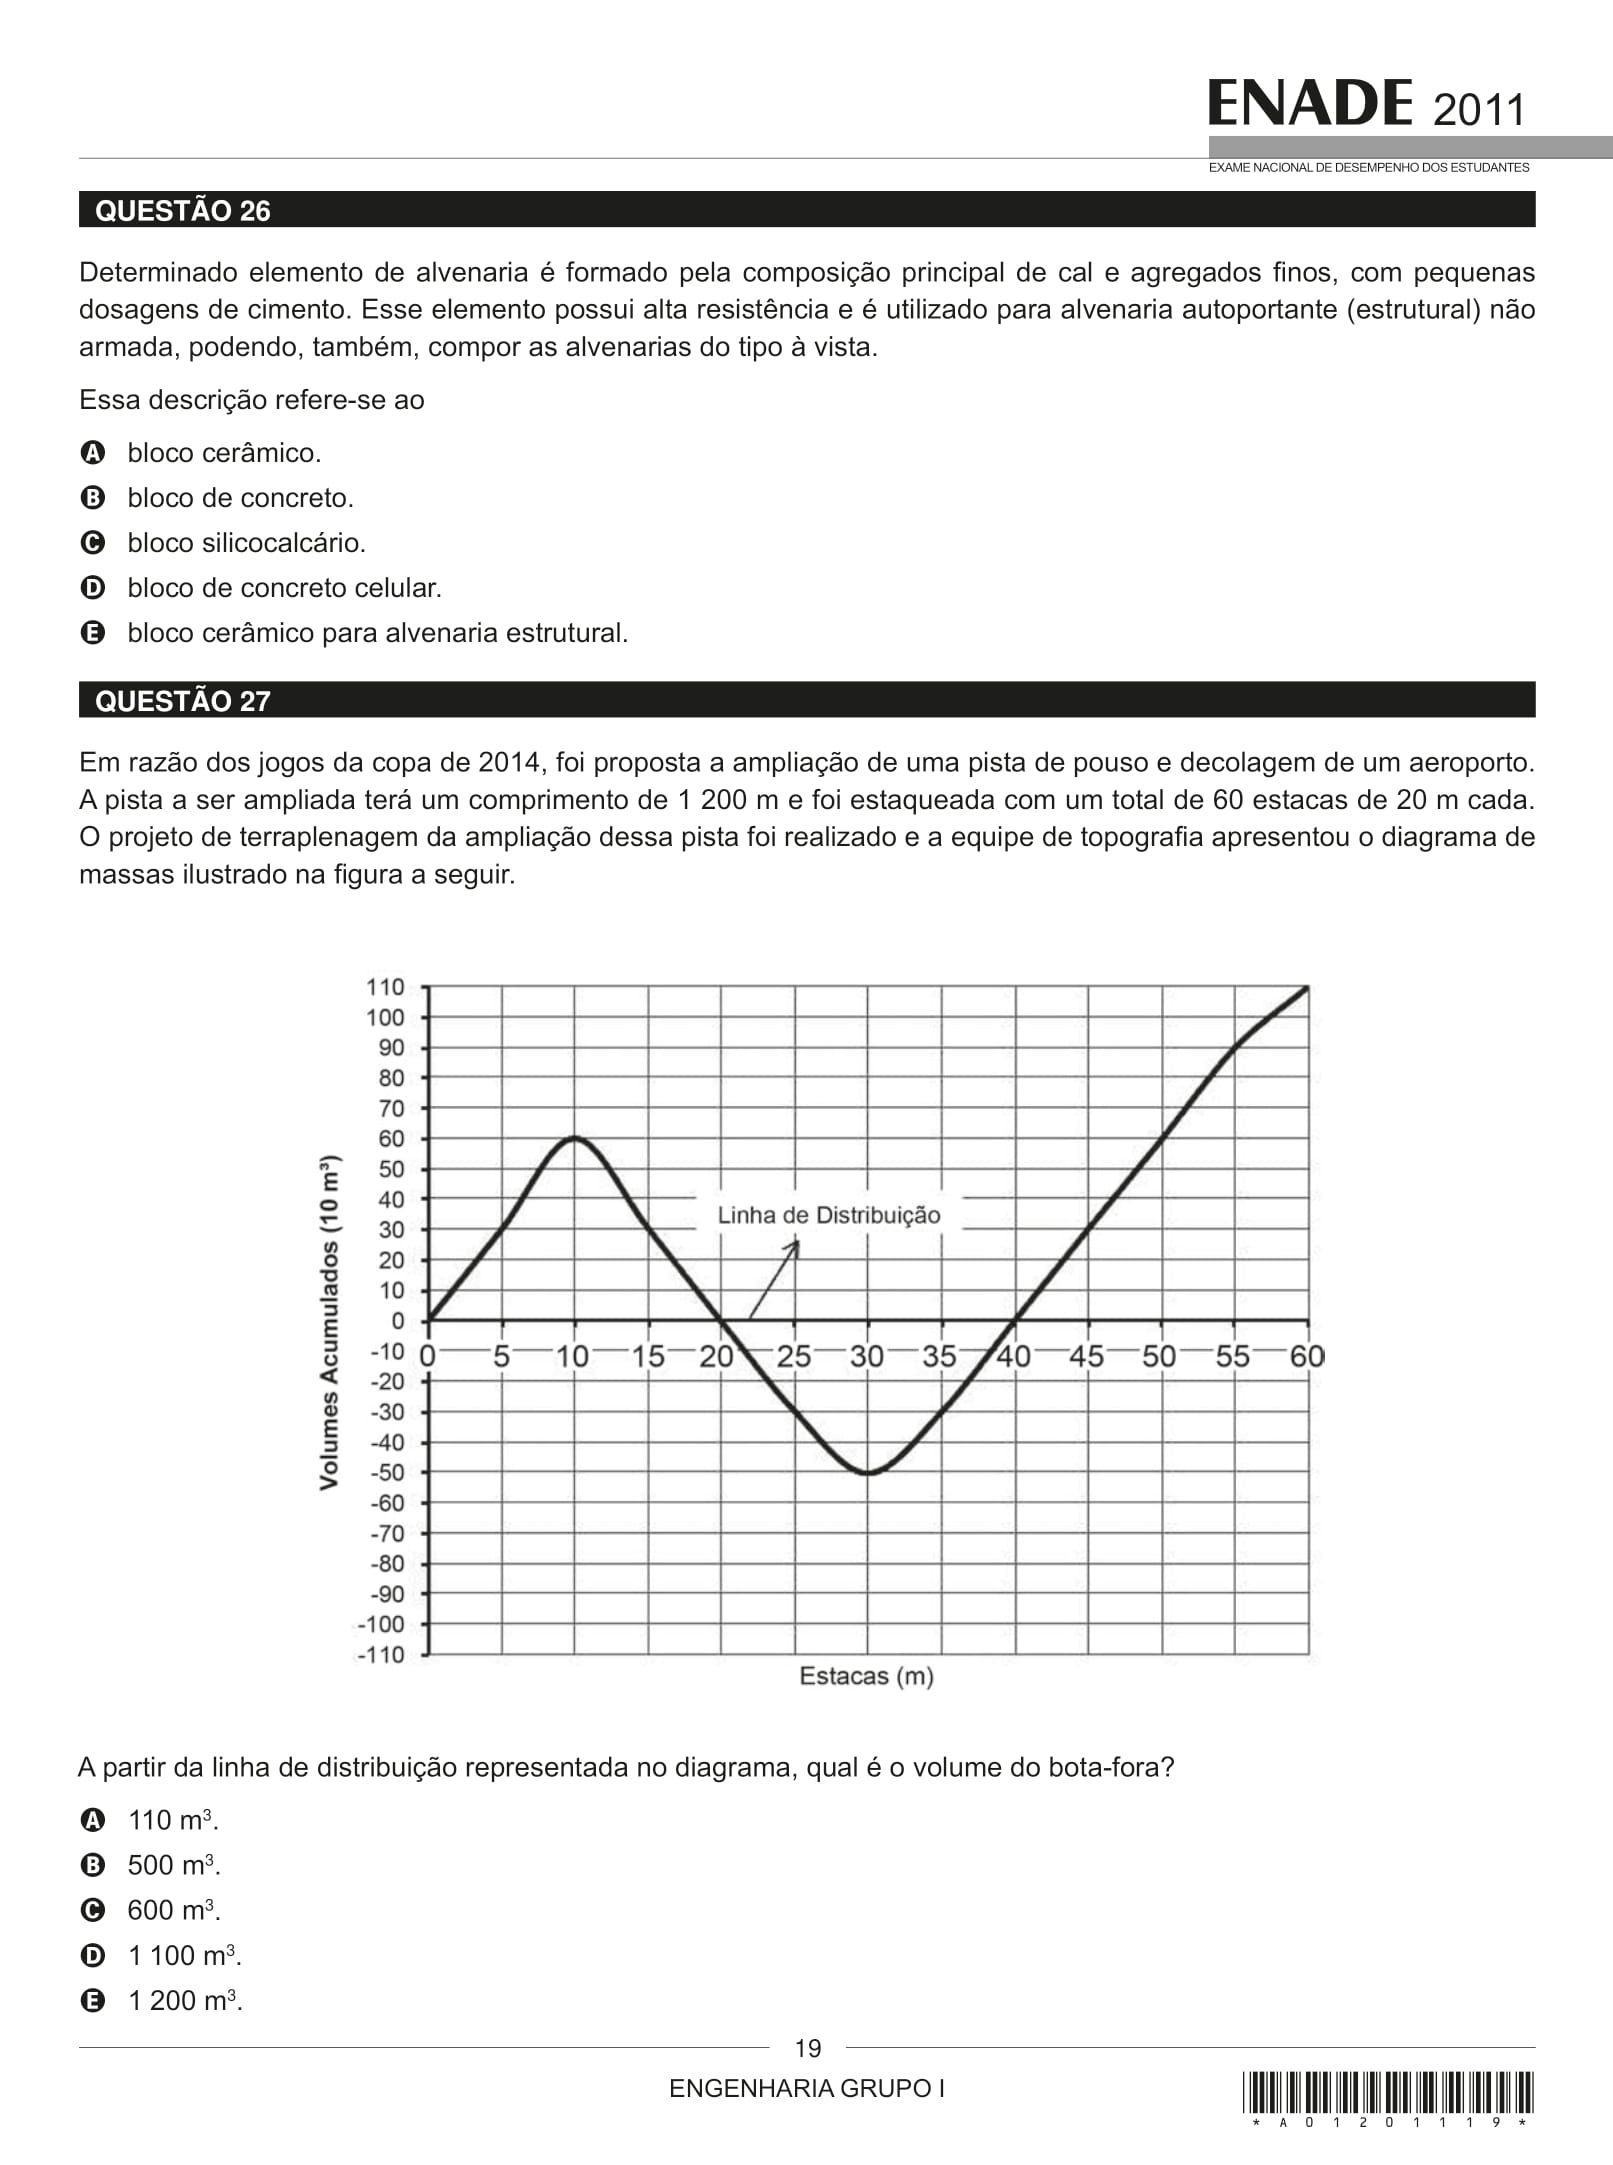 ENADE 2011
EXAME NACIONAL DE DESEMPENHO DOS ESTUDANTES
QUESTÃO 26
Determinado elemento de alvenaria é formado pela composição principal de cal e agregados finos, com pequenas
dosagens de cimento. Esse elemento possui alta resistência e é utilizado para alvenaria autoportante (estrutural) não
armada, podendo, também, compor as alvenarias do tipo à vista.
Essa descrição refere-se ao
A bloco cerâmico.
B bloco de concreto.
C bloco silicocalcário.
D bloco de concreto celular.
E bloco cerâmico para alvenaria estrutural.
QUESTÃO 27
Em razão dos jogos da copa de 2014, foi proposta a ampliação de uma pista de pouso e decolagem de um aeroporto.
A pista a ser ampliada terá um comprimento de 1 200 m e foi estaqueada com um total de 60 estacas de 20 m cada.
O projeto de terraplenagem da ampliação dessa pista foi realizado e a equipe de topografia apresentou o diagrama de
massas ilustrado na figura a seguir.
Volumes Acumulados (10 m³)
110
100
90
80
70
60
50
40
30
20
10
0
-10
-20
-30
-40
-50
-60
-70
-80
-90
-100
-110
Linha de Distribuição
0 5 10 15 20 25 30 35 40 45 50 55 60
Estacas (m)
A partir da linha de distribuição representada no diagrama, qual é o volume do bota-fora?
A 110 m³.
B 500 m³.
C 600 m³.
D 1 100 m³.
E 1 200 m³.
19
ENGENHARIA GRUPO I
* A 0 1 2 0 1 1 1 9 *